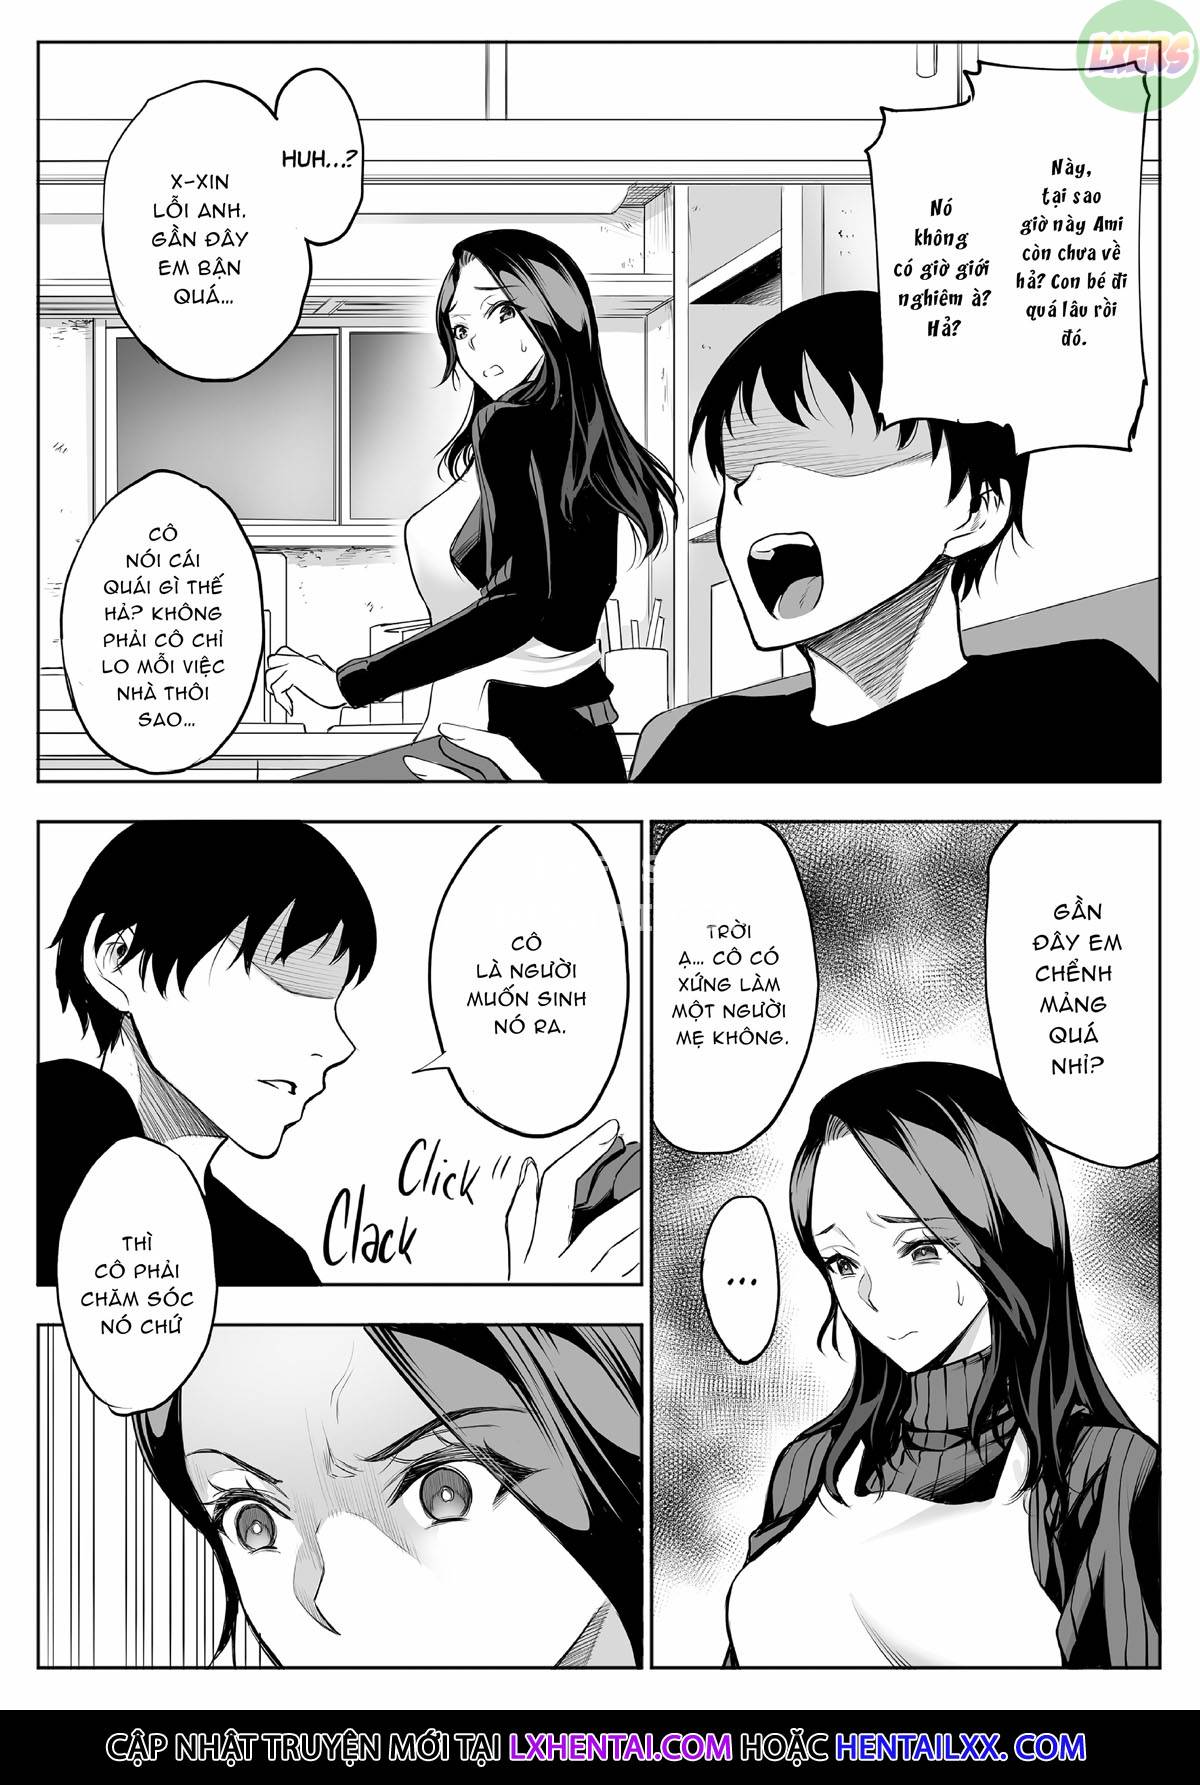 LXERS
Này,
tại sao
giờ này Ami
còn chưa về
hả? Con bé đi
quá lâu rồi
đó.
Nó
không
có giờ giới
nghiêm à?
Hả?
HUH...?
X-XIN
LỖI ANH.
GẦN ĐÂY
EM BẬN
QUÁ...
CÔ
NÓI CÁI
QUÁI GÌ THẾ
HẢ? KHÔNG
PHẢI CÔ CHỈ
LO MỖI VIỆC
NHÀ THÔI
SAO...
GẦN
ĐÂY EM
CHỂNH
MẢNG
QUÁ
NHỈ?
TRỜI
Ạ... CÔ CÓ
XỨNG LÀM
MỘT NGƯỜI
MẸ KHÔNG.
...
CÔ
LÀ NGƯỜI
MUỐN SINH
NÓ RA.
Click
Clack
THÌ
CÔ PHẢI
CHĂM SÓC
NÓ CHỨ
CẬP NHẬT TRUYỆN MỚI TẠI LXHENTAI.COM HOẶC HENTAILXX. COM